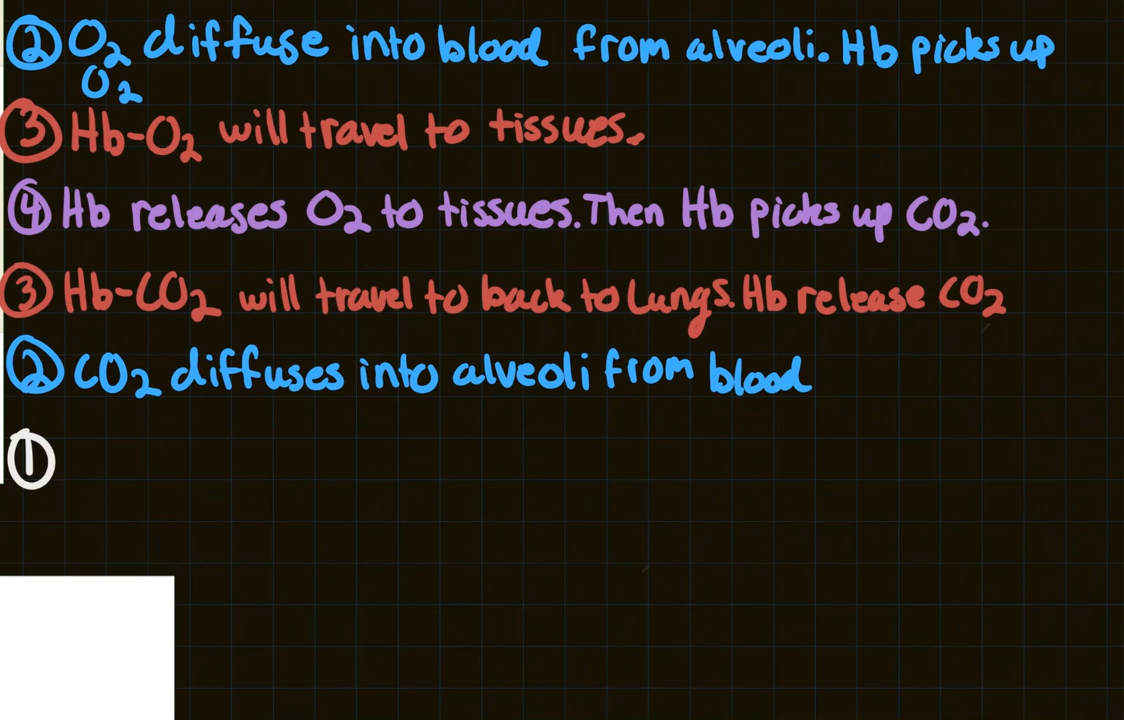 ② O₂ diffuse into blood from alveoli. Hb picks up
O₂
③ Hb-O₂ will travel to tissues.
④ Hb releases O₂ to tissues. Then Hb picks up CO₂.
③ Hb-CO₂ will travel to back to Lungs. Hb release CO₂
② CO₂ diffuses into alveoli from blood
①